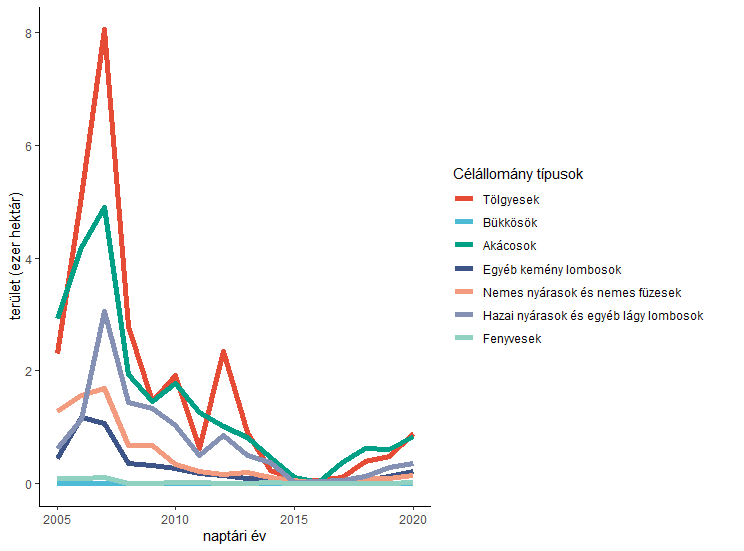 8
6
4
2
0
terület (ezer hektár)
2005
2010
2015
2020
naptári év
Célállomány típusok
Tölgyesek
Bükkösök
Akácosok
Egyéb kemény lombosok
Nemes nyárasok és nemes füzesek
Hazai nyárasok és egyéb lágy lombosok
Fenyvesek